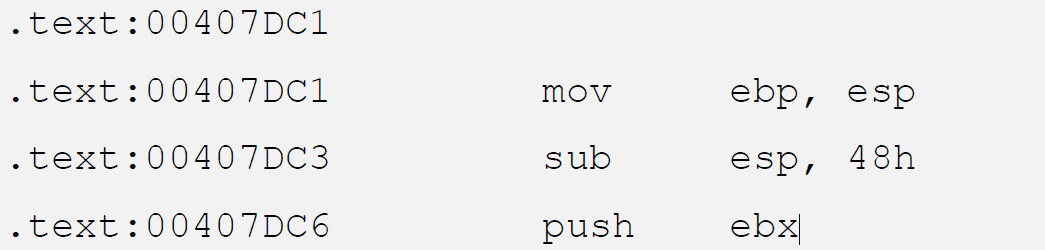 .text:00407DC1
.text:00407DC1 mov ebp, esp
.text:00407DC3 sub esp, 48h
.text:00407DC6 push ebx